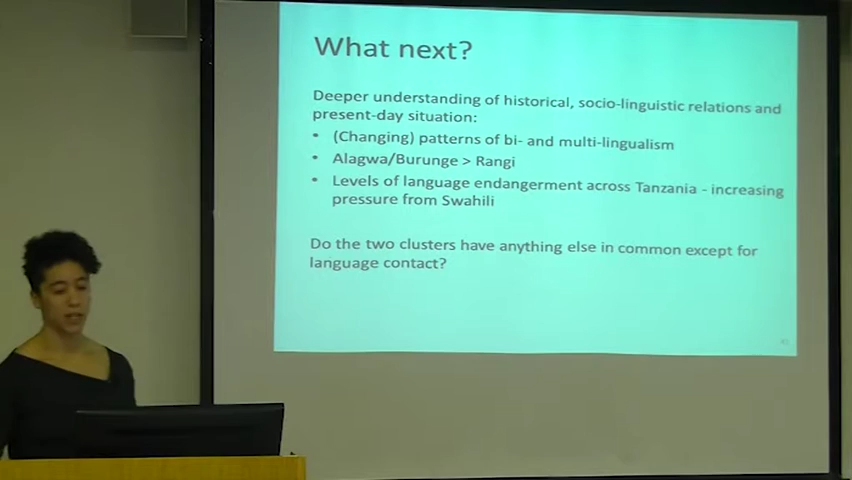 What next?
Deeper understanding of historical, socio-linguistic relations and
present-day situation:
• (Changing) patterns of bi- and multi-lingualism
• Alagwa/Burunge > Rangi
• Levels of language endangerment across Tanzania - increasing
pressure from Swahili
Do the two clusters have anything else in common except for
language contact?